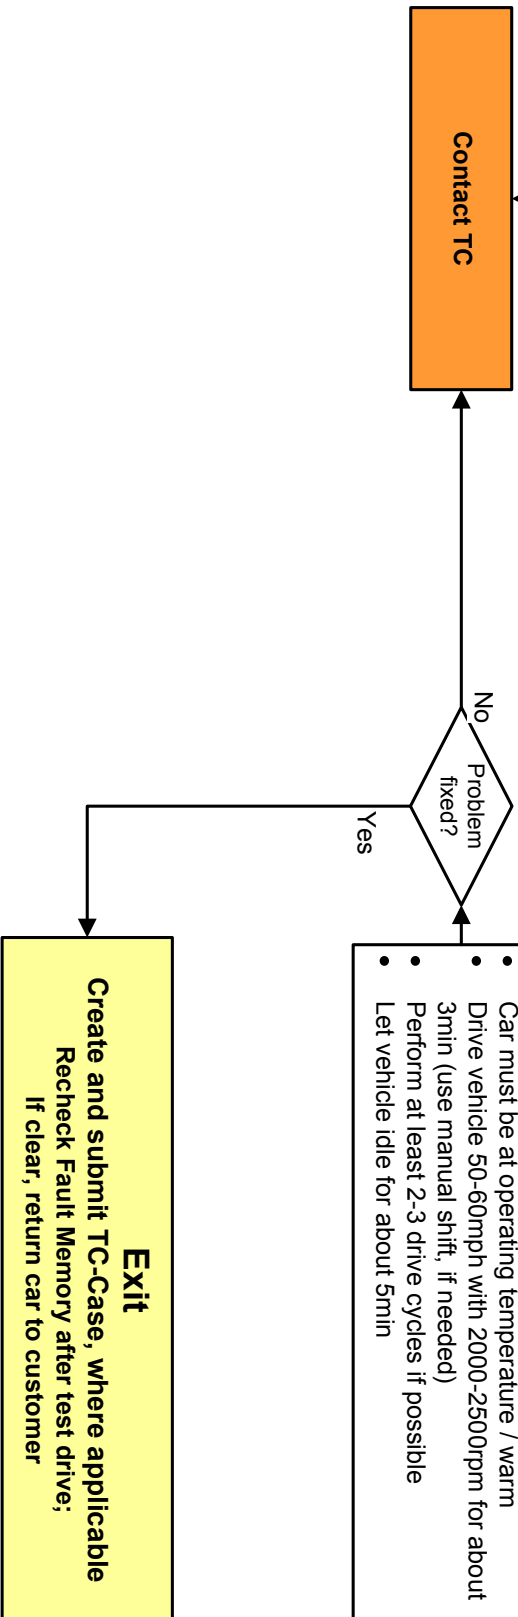 Contact TC
No
Problem
fixed?
Yes
• Car must be at operating temperature / warm
• Drive vehicle 50-60mph with 2000-2500rpm for about
3min (use manual shift, if needed)
• Perform at least 2-3 drive cycles if possible
• Let vehicle idle for about 5min
Exit
Create and submit TC-Case, where applicable
Recheck Fault Memory after test drive;
If clear, return car to customer